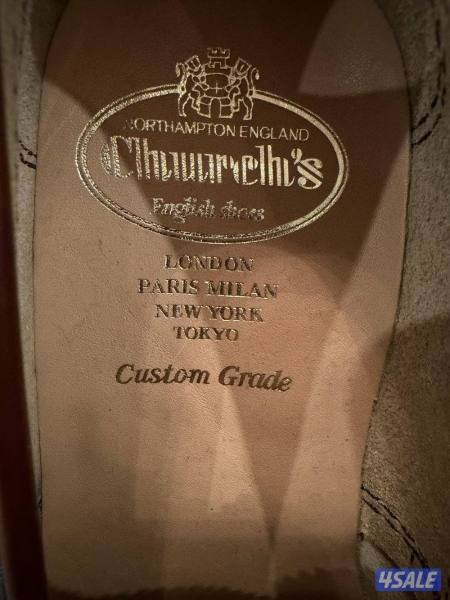 NORTHAMPTON ENGLAND
Church's
English shoes
LONDON
PARIS MILAN
NEW YORK
TOKYO
Custom Grade
4SALE